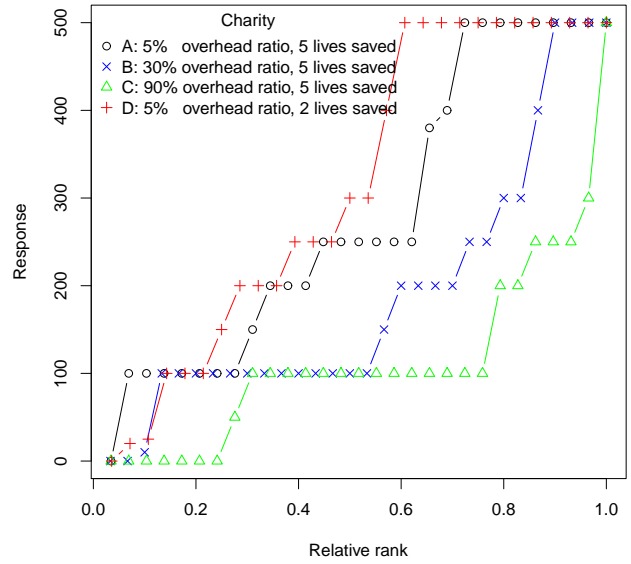 Charity
A: 5% overhead ratio, 5 lives saved
B: 30% overhead ratio, 5 lives saved
C: 90% overhead ratio, 5 lives saved
D: 5% overhead ratio, 2 lives saved
Response
500
400
300
200
100
0
0.0 0.2 0.4 0.6 0.8 1.0
Relative rank